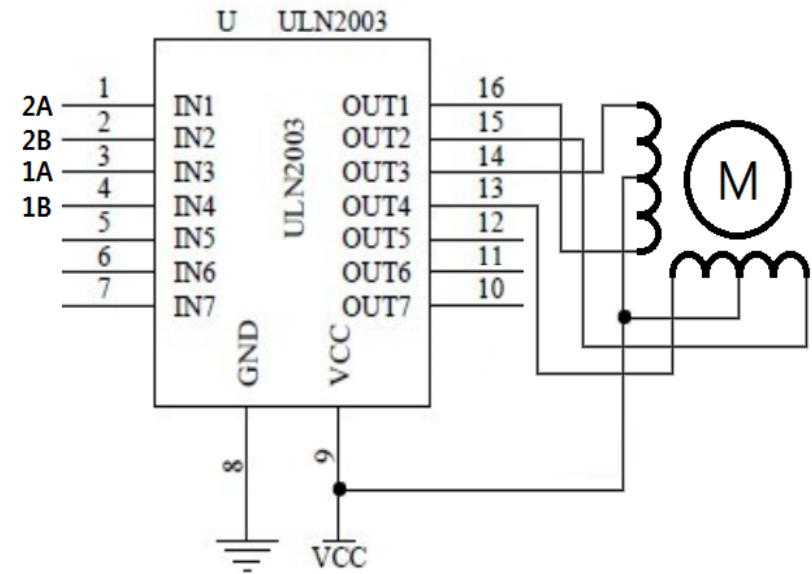 U ULN2003
1 16
2A IN1 OUT1
2 15
2B IN2 OUT2
3 14
1A IN3 OUT3
4 13
1B IN4 OUT4
5 12
IN5 OUT5
6 11
IN6 OUT6
7 10
IN7 OUT7
ULN2003
M
GND VCC
8 9
VCC